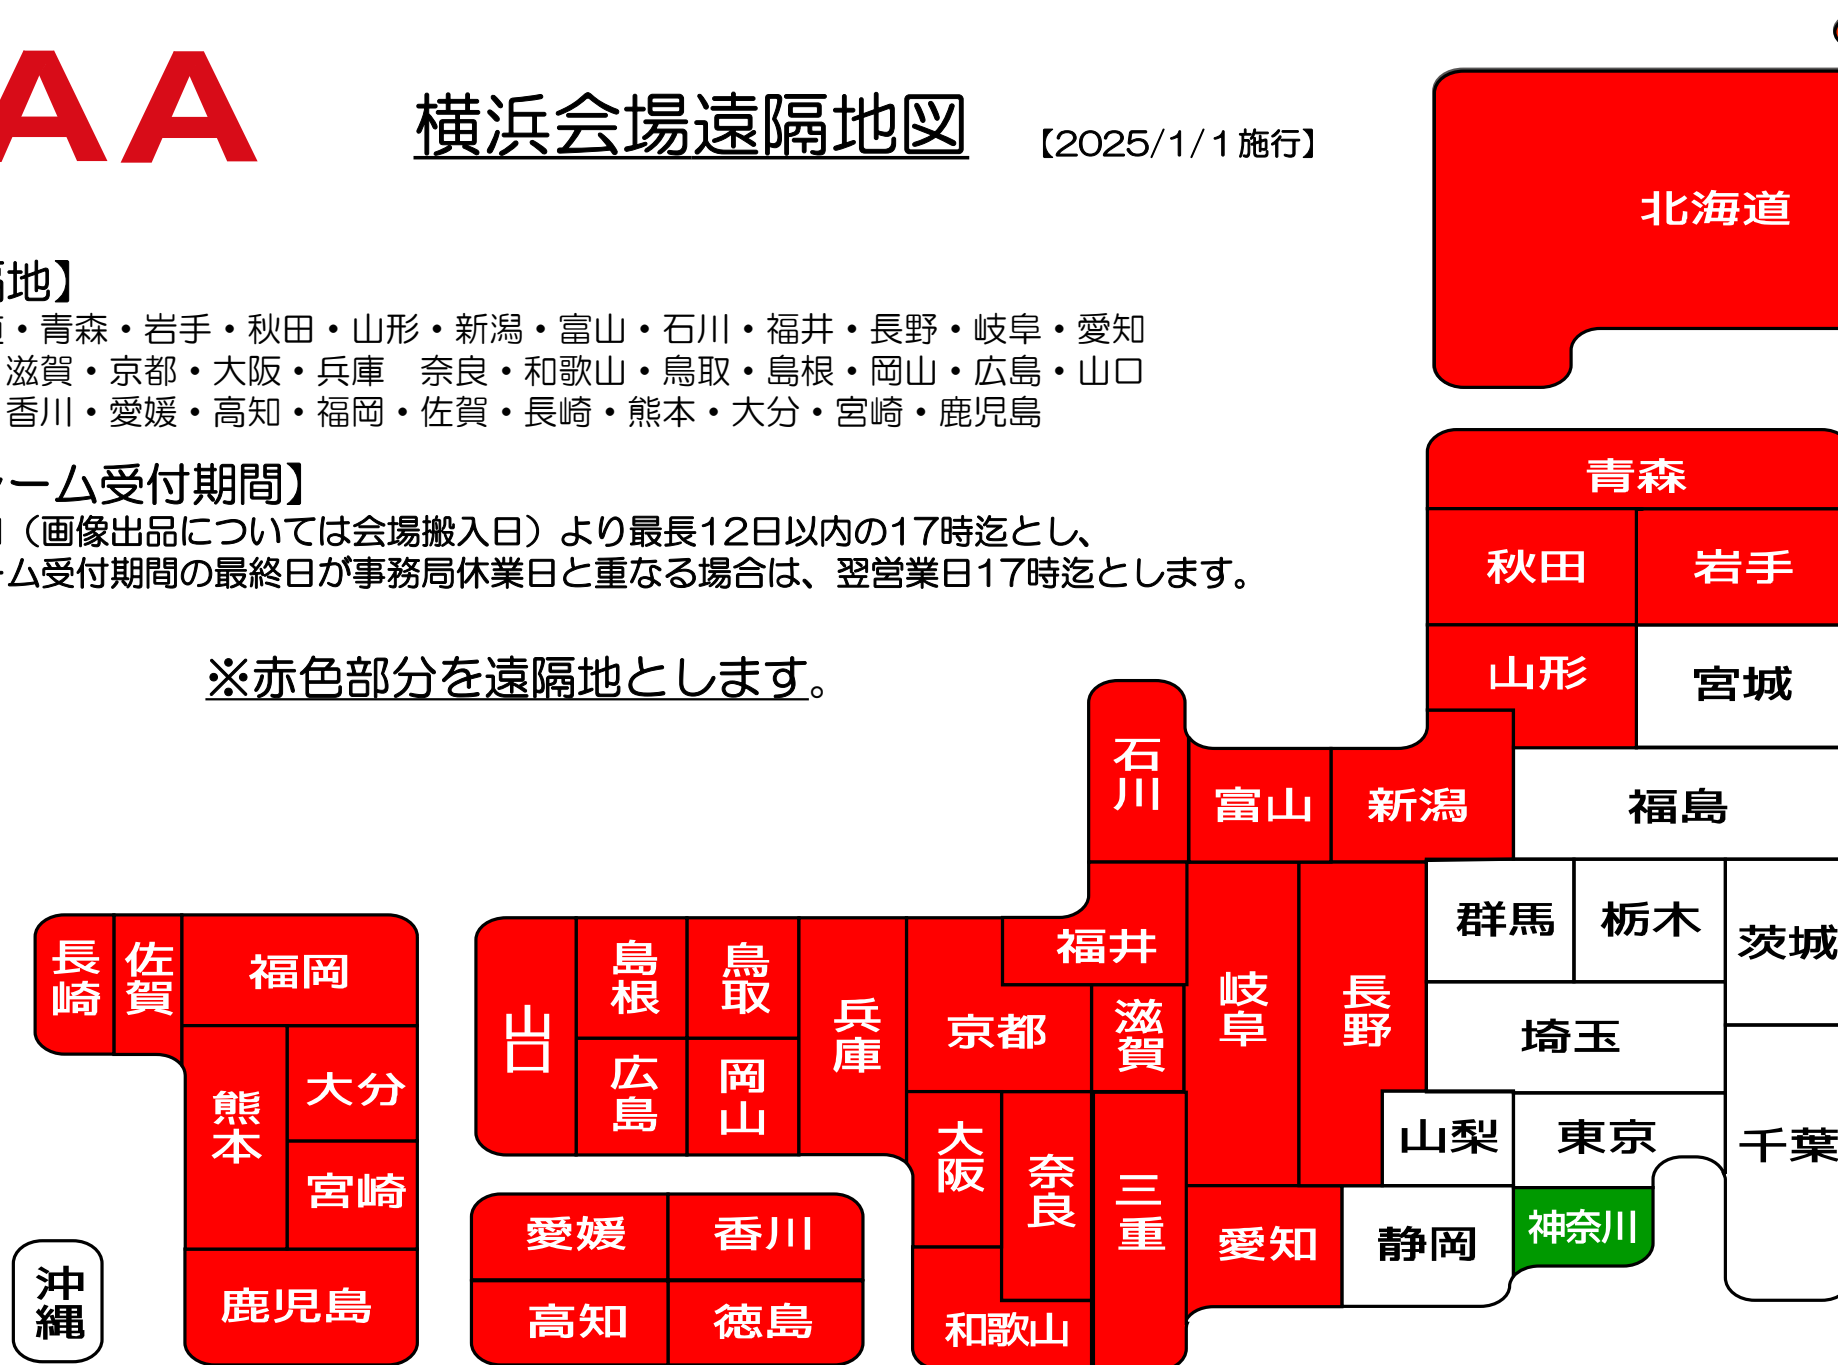 AA
横浜会場遠隔地図
【2025/1/1施行】
隔地】
道・青森・岩手・秋田・山形・新潟・富山・石川・福井・長野・岐阜・愛知
滋賀・京都・大阪・兵庫　奈良・和歌山・鳥取・島根・岡山・広島・山口
香川・愛媛・高知・福岡・佐賀・長崎・熊本・大分・宮崎・鹿児島
ーム受付期間】
日（画像出品については会場搬入日）より最長12日以内の17時迄とし、
ーム受付期間の最終日が事務局休業日と重なる場合は、翌営業日17時迄とします。
※赤色部分を遠隔地とします。
北海道
青森
秋田
岩手
山形
宮城
石川
富山
新潟
福島
福井
岐阜
長野
群馬
栃木
茨城
長崎
佐賀
福岡
山口
島根
鳥取
兵庫
京都
滋賀
埼玉
熊本
大分
広島
岡山
大阪
奈良
三重
山梨
東京
千葉
宮崎
愛媛
香川
愛知
静岡
神奈川
沖縄
鹿児島
高知
徳島
和歌山